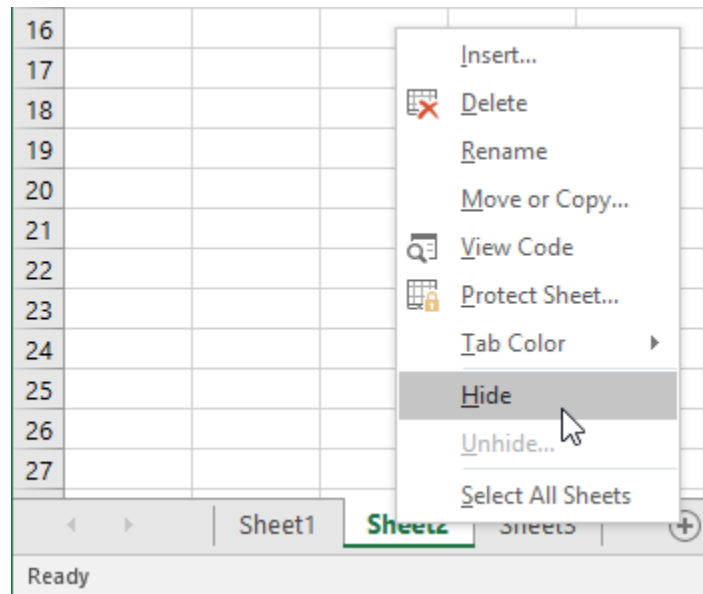 16
17
18
19
20
21
22
23
24
25
26
27
Insert...
Delete
Rename
Move or Copy...
View Code
Protect Sheet...
Tab Color
Hide
Unhide...
Select All Sheets
Sheet1 Sheet2 Sheet3
Ready